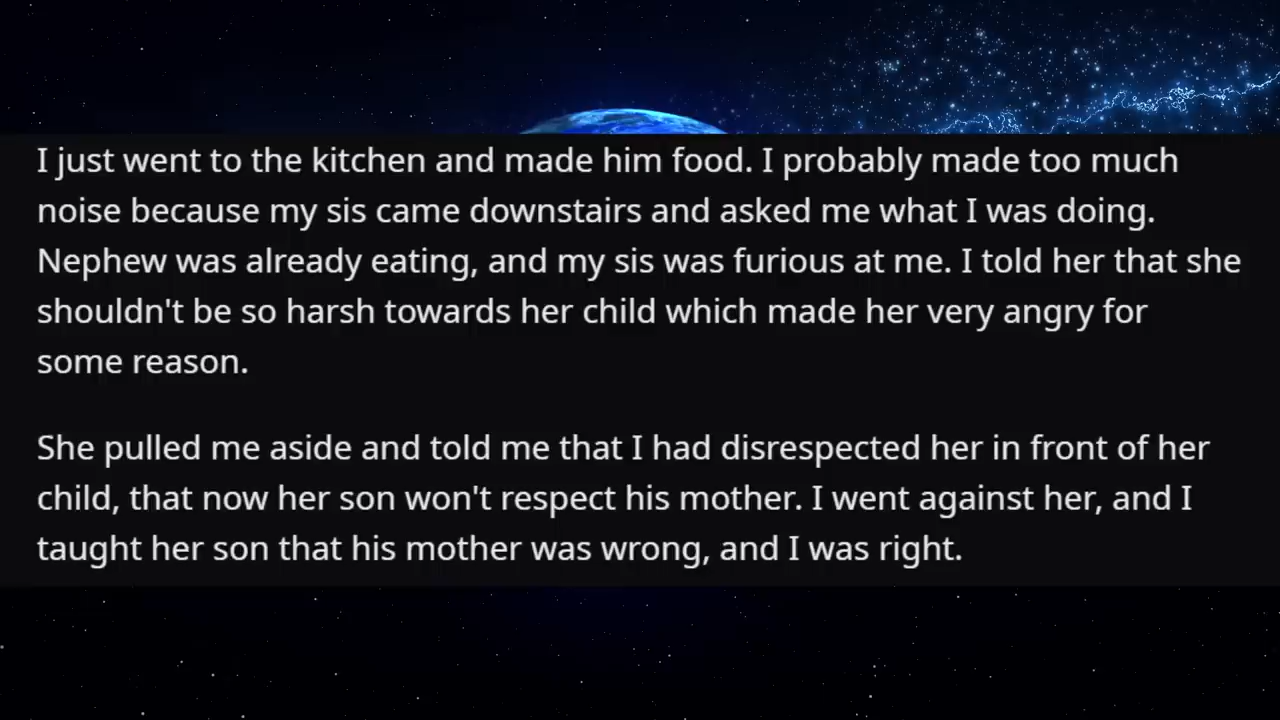 I just went to the kitchen and made him food. I probably made too much
noise because my sis came downstairs and asked me what I was doing.
Nephew was already eating, and my sis was furious at me. I told her that she
shouldn't be so harsh towards her child which made her very angry for
some reason.
She pulled me aside and told me that I had disrespected her in front of her
child, that now her son won't respect his mother. I went against her, and I
taught her son that his mother was wrong, and I was right.